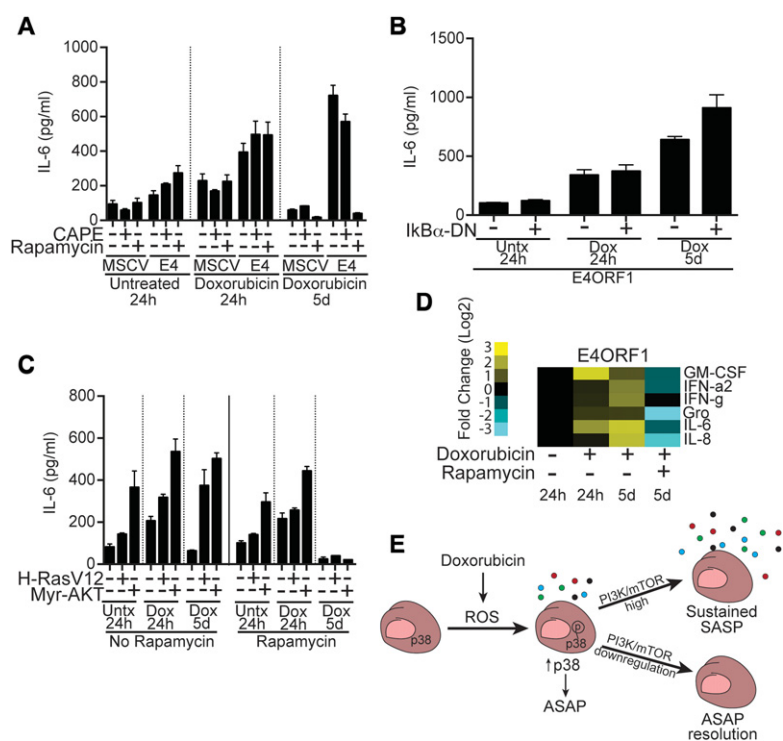 A
IL-6 (pg/ml)
1000
800
600
400
200
0
CAPE -+--+--+--+--+--+-
Rapamycin --+--+--+--+--+--+
MSCV E4 MSCV E4 MSCV E4
Untreated Doxorubicin Doxorubicin
24h 24h 5d
B
IL-6 (pg/ml)
1500
1000
500
0
IkBα-DN - + - + - +
Untx Dox Dox
24h 24h 5d
E4ORF1
C
IL-6 (pg/ml)
800
600
400
200
0
H-RasV12 -+--+--+--+--+--+-
Myr-AKT --+--+--+--+--+--+
Untx Dox Dox Untx Dox Dox
24h 24h 5d 24h 24h 5d
No Rapamycin Rapamycin
D
Fold Change (Log2)
3
2
1
0
-1
-2
-3
E4ORF1
GM-CSF
IFN-a2
IFN-g
Gro
IL-6
IL-8
Doxorubicin - + + +
Rapamycin - - - +
24h 24h 5d 5d
E
Doxorubicin
ROS
p38
p
p38
↑p38
ASAP
PI3K/mTOR
high
Sustained
SASP
PI3K/mTOR
downregulation
ASAP
resolution